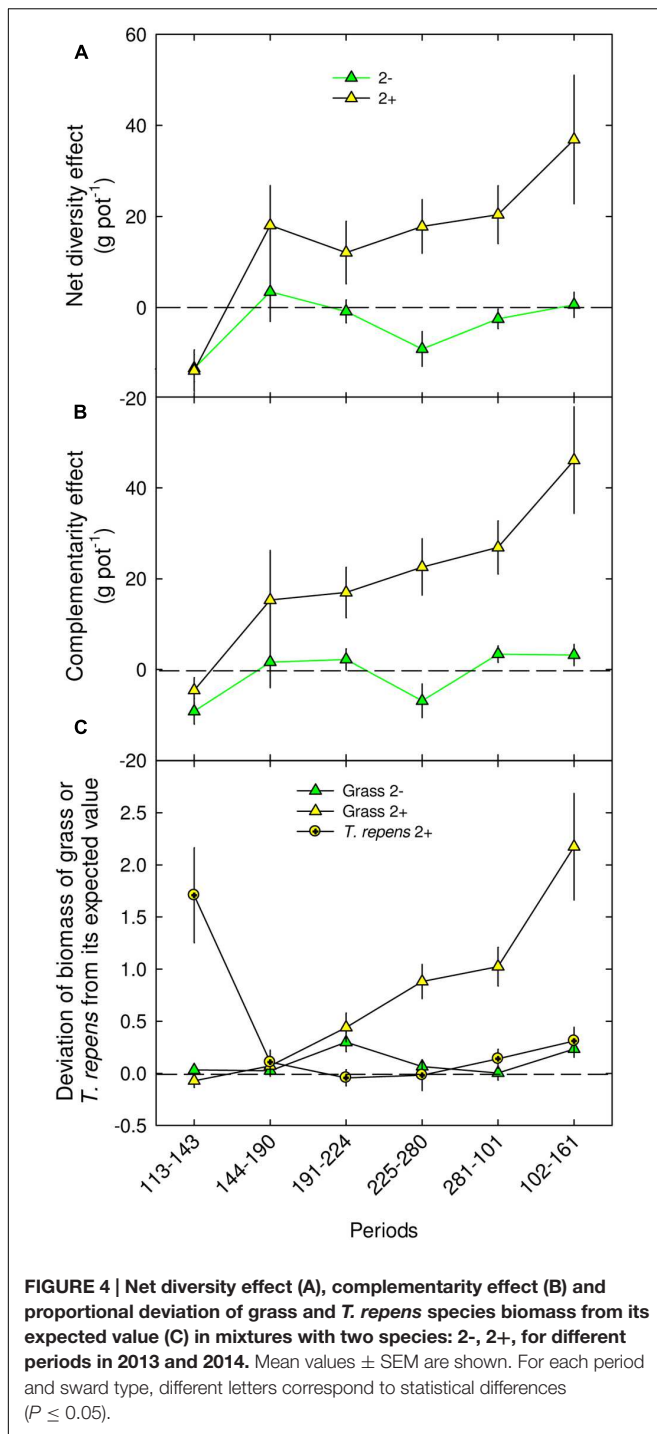 A
60
40
20
0
-20
Net diversity effect
(g pot-1)
2-
2+
B
40
20
0
-20
Complementarity effect
(g pot-1)
C
2.5
2.0
1.5
1.0
0.5
0.0
-0.5
Deviation of biomass of grass or
T. repens from its expected value
Grass 2-
Grass 2+
T. repens 2+
113-143
144-190
191-224
225-280
281-101
102-161
Periods
FIGURE 4 | Net diversity effect (A), complementarity effect (B) and
proportional deviation of grass and T. repens species biomass from its
expected value (C) in mixtures with two species: 2-, 2+, for different
periods in 2013 and 2014. Mean values ± SEM are shown. For each period
and sward type, different letters correspond to statistical differences
(P ≤ 0.05).